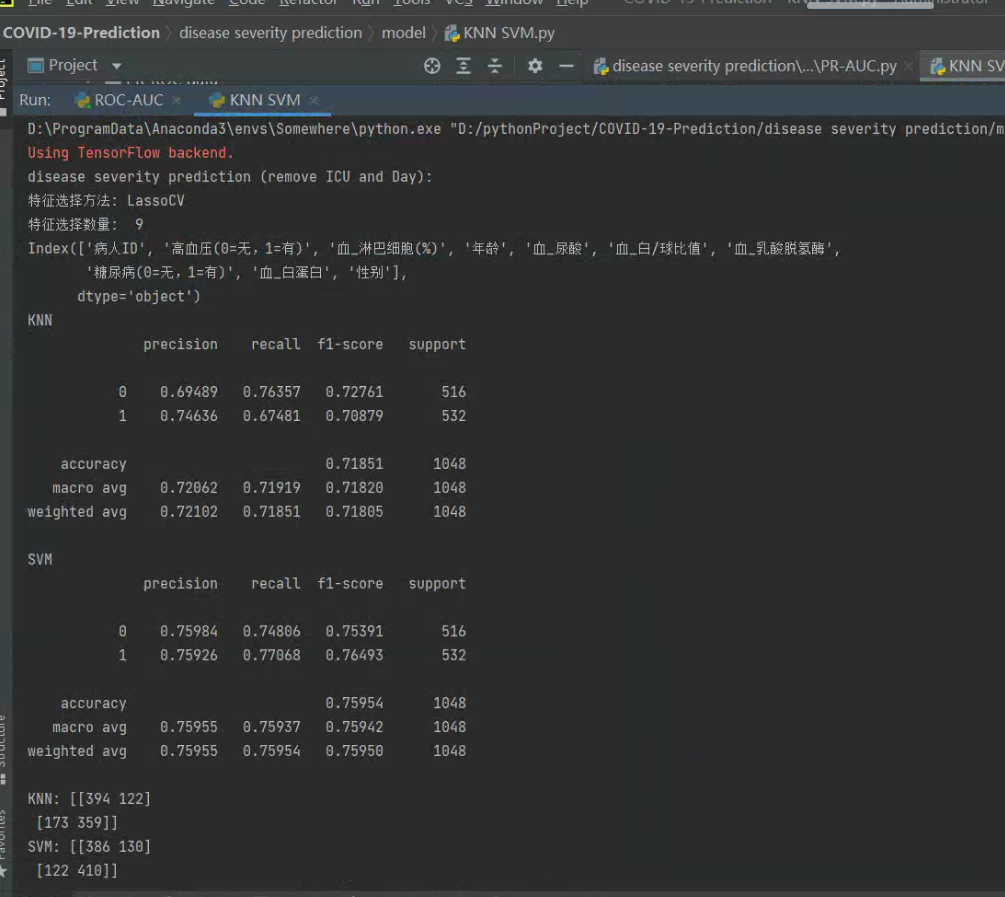 File Edit View Navigate Code Refactor Run Tools VCS Window Help
COVID-19-Prediction disease severity prediction model KNN SVM.py
Project disease severity prediction\...\PR-AUC.py KNN SV
Run: ROC-AUC KNN SVM
D:\ProgramData\Anaconda3\envs\Somewhere\python.exe "D:/pythonProject/COVID-19-Prediction/disease severity prediction/m
Using TensorFlow backend.
disease severity prediction (remove ICU and Day):
特征选择方法: LassoCV
特征选择数量: 9
Index(['病人ID', '高血压(0=无，1=有)', '血_淋巴细胞(%)', '年龄', '血_尿酸', '血_白/球比值', '血_乳酸脱氢酶',
'糖尿病(0=无，1=有)', '血_白蛋白', '性别'],
dtype='object')
KNN
precision recall f1-score support
0 0.69489 0.76357 0.72761 516
1 0.74636 0.67481 0.70879 532
accuracy 0.71851 1048
macro avg 0.72062 0.71919 0.71820 1048
weighted avg 0.72102 0.71851 0.71805 1048
SVM
precision recall f1-score support
0 0.75984 0.74806 0.75391 516
1 0.75926 0.77068 0.76493 532
accuracy 0.75954 1048
macro avg 0.75955 0.75937 0.75942 1048
weighted avg 0.75955 0.75954 0.75950 1048
KNN: [[394 122]
[173 359]]
SVM: [[386 130]
[122 410]]
Project
Structure
Favorites